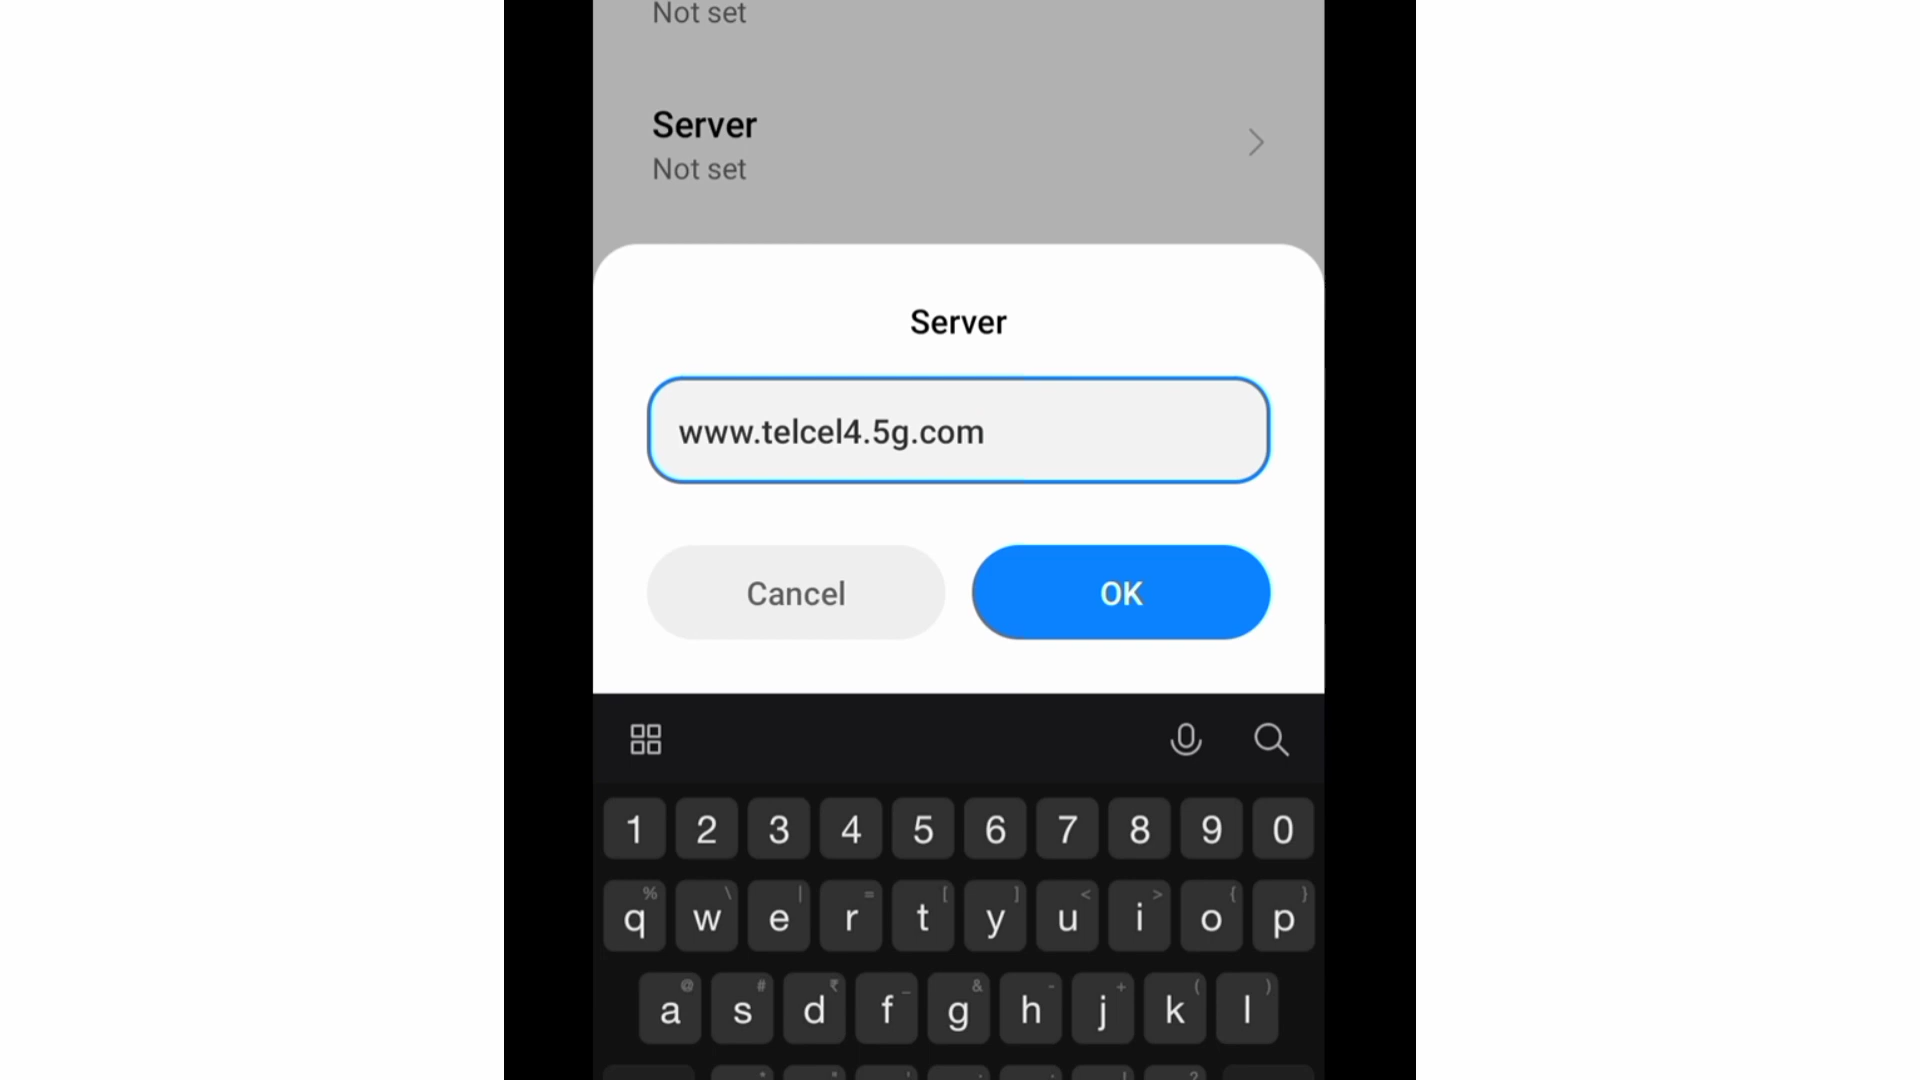 Not set
Server
Not set
Server
www.telcel4.5g.com
Cancel
OK
1 2 3 4 5 6 7 8 9 0
% \ | = [ ] < > { }
q w e r t y u i o p
@ # ₹ _ & - + ( )
a s d f g h j k l